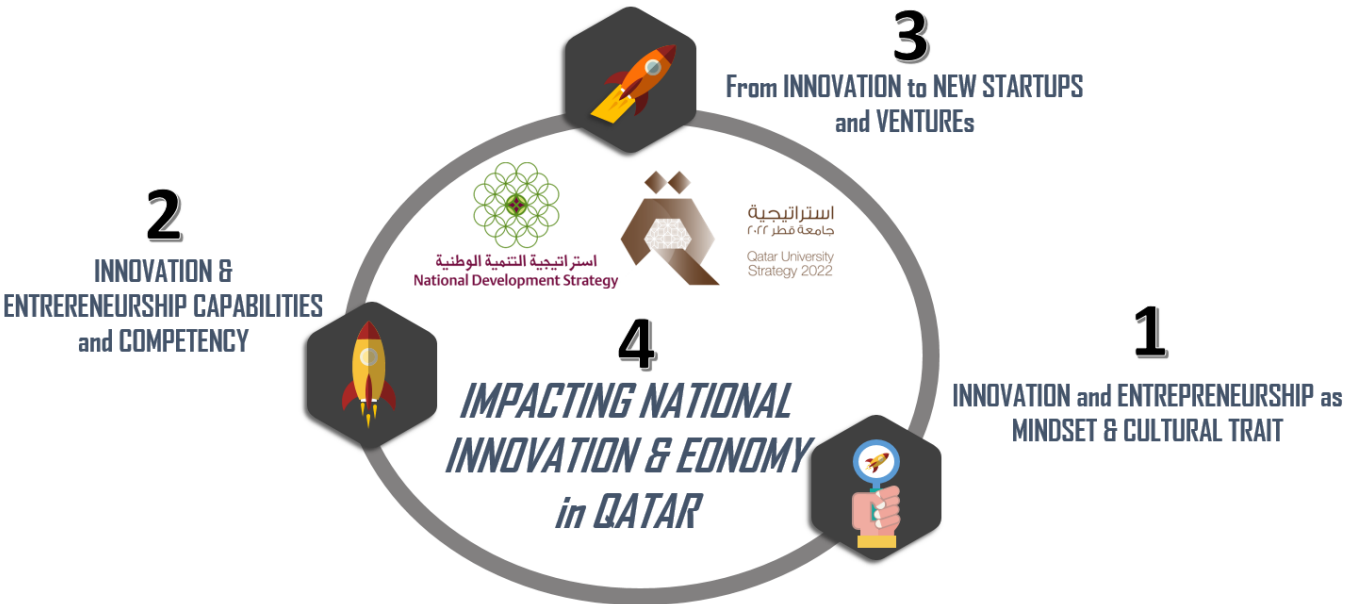 3
From INNOVATION to NEW STARTUPS
and VENTUREs
2
INNOVATION &
ENTRERENEURSHIP CAPABILITIES
and COMPETENCY
استراتيجية التنمية الوطنية
National Development Strategy
استراتيجية
جامعة قطر ٢٠٢٢
Qatar University
Strategy 2022
4
IMPACTING NATIONAL
INNOVATION & EONOMY
in QATAR
1
INNOVATION and ENTREPRENEURSHIP as
MINDSET & CULTURAL TRAIT